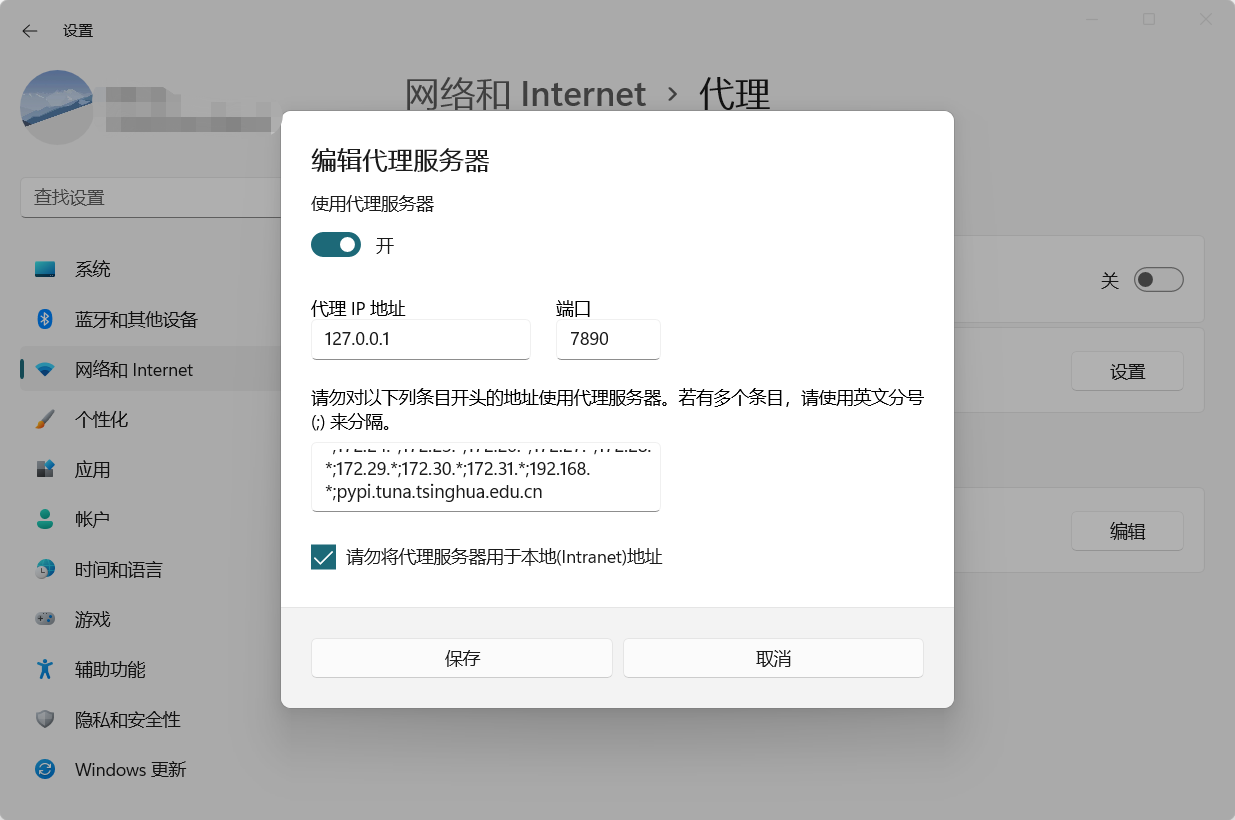 设置
网络和 Internet › 代理
编辑代理服务器
使用代理服务器
开
代理 IP 地址
端口
127.0.0.1
7890
请勿对以下列条目开头的地址使用代理服务器。若有多个条目，请使用英文分号
(;) 来分隔。
*;172.29.*;172.30.*;172.31.*;192.168.
*;pypi.tuna.tsinghua.edu.cn
请勿将代理服务器用于本地(Intranet)地址
保存
取消
查找设置
系统
蓝牙和其他设备
网络和 Internet
个性化
应用
帐户
时间和语言
游戏
辅助功能
隐私和安全性
Windows 更新
关
设置
编辑